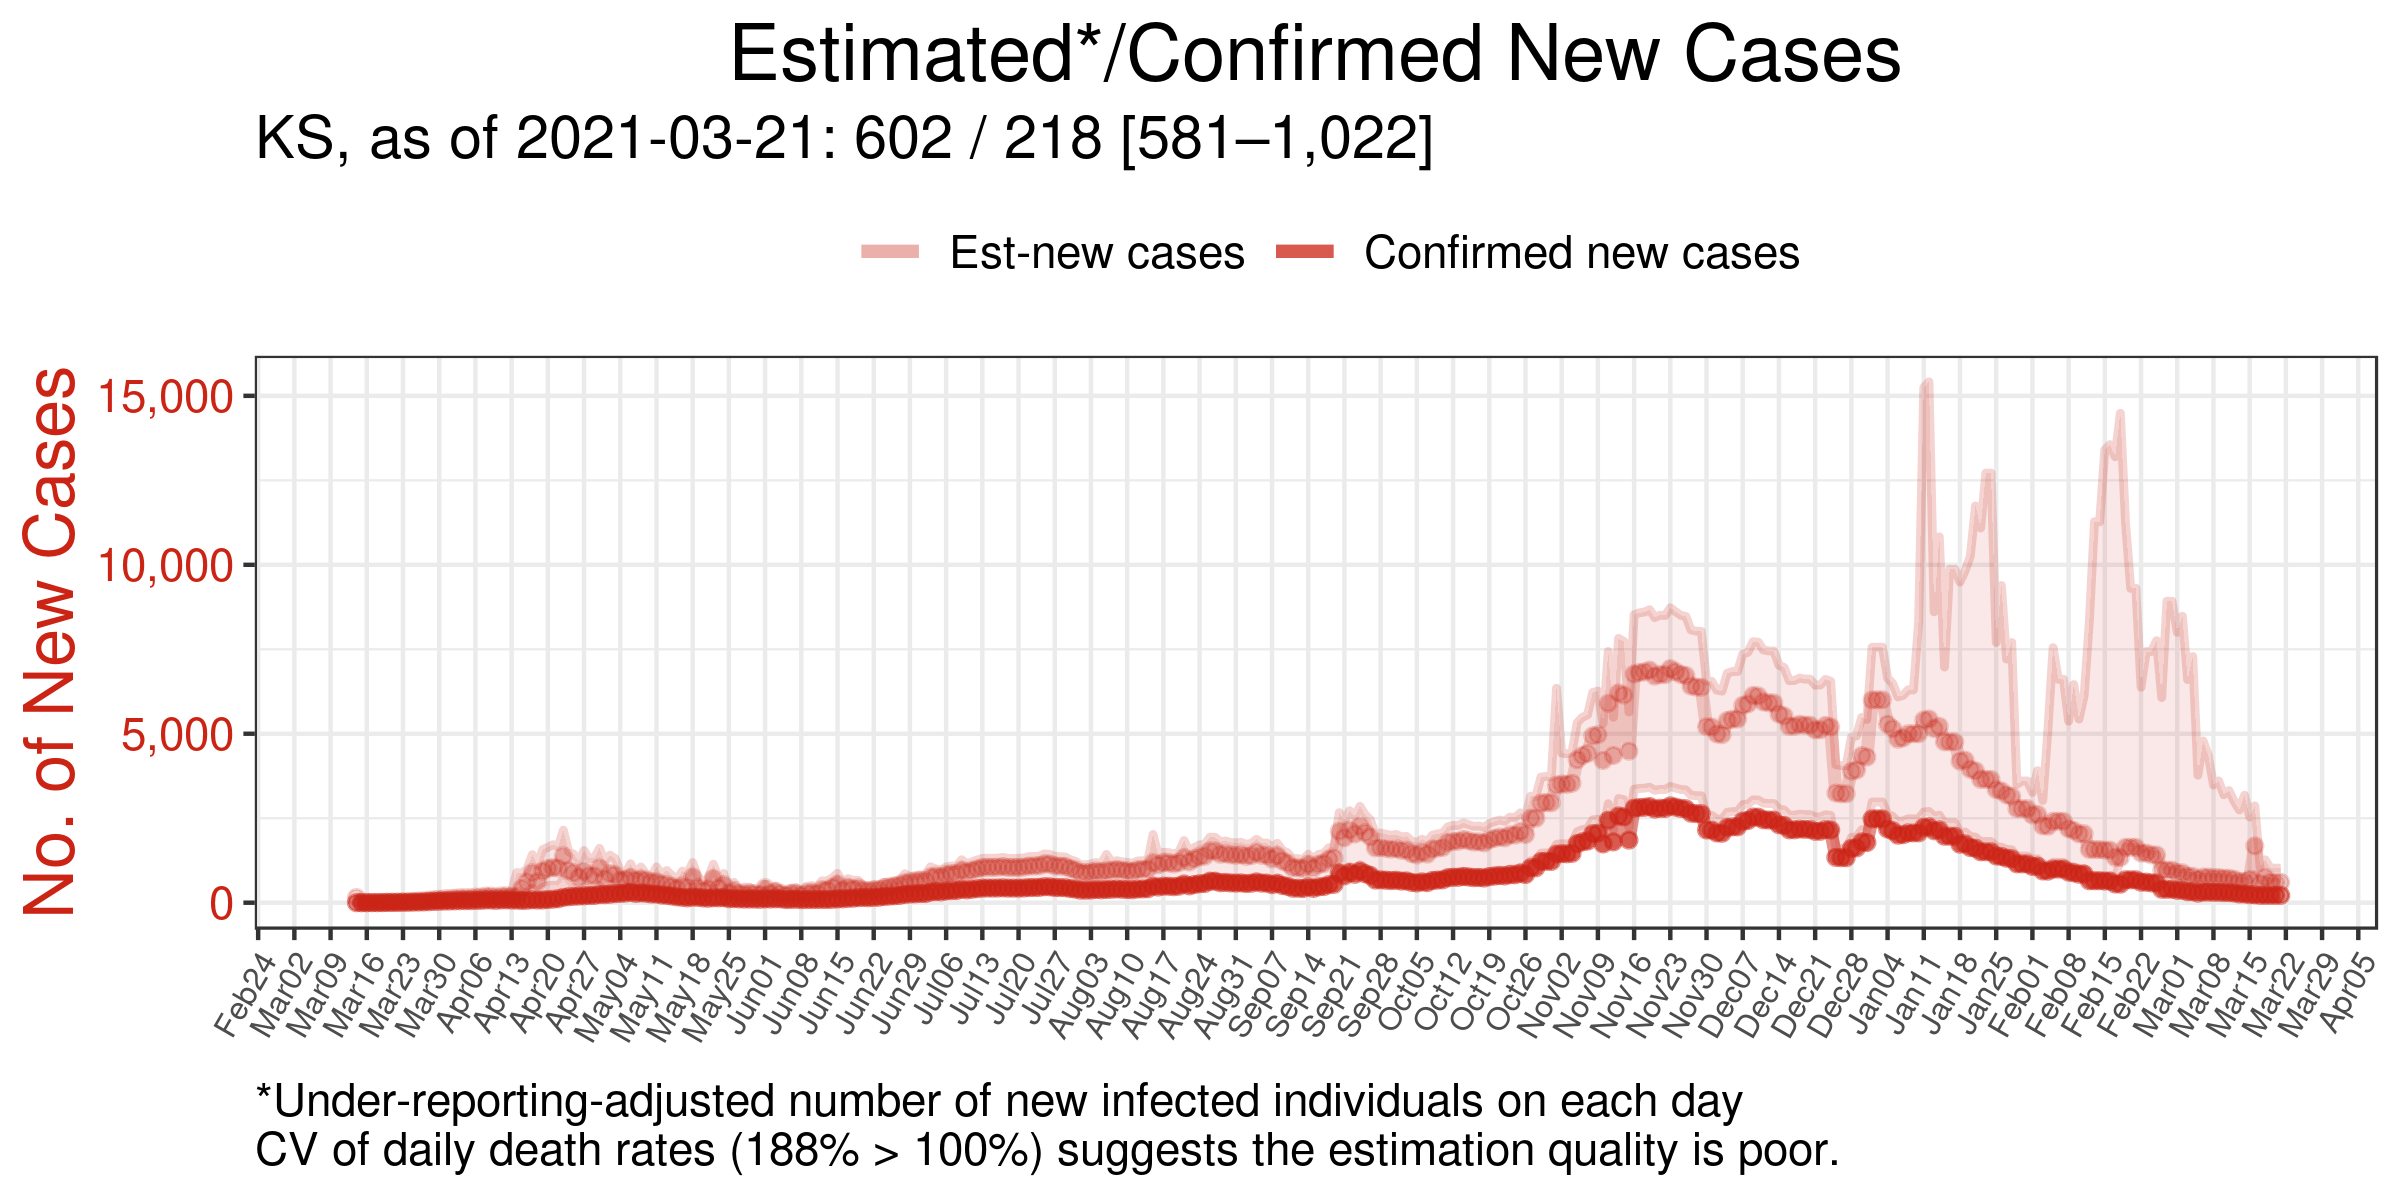 Estimated*/Confirmed New Cases
KS, as of 2021-03-21: 602 / 218 [581–1,022]
Est-new cases
Confirmed new cases
No. of New Cases
15,000
10,000
5,000
0
Feb24
Mar02
Mar09
Mar16
Mar23
Mar30
Apr06
Apr13
Apr20
Apr27
May04
May11
May18
May25
Jun01
Jun08
Jun15
Jun22
Jun29
Jul06
Jul13
Jul20
Jul27
Aug03
Aug10
Aug17
Aug24
Aug31
Sep07
Sep14
Sep21
Sep28
Oct05
Oct12
Oct19
Oct26
Nov02
Nov09
Nov16
Nov23
Nov30
Dec07
Dec14
Dec21
Dec28
Jan04
Jan11
Jan18
Jan25
Feb01
Feb08
Feb15
Feb22
Mar01
Mar08
Mar15
Mar22
Mar29
Apr05
*Under-reporting-adjusted number of new infected individuals on each day
CV of daily death rates (188% > 100%) suggests the estimation quality is poor.